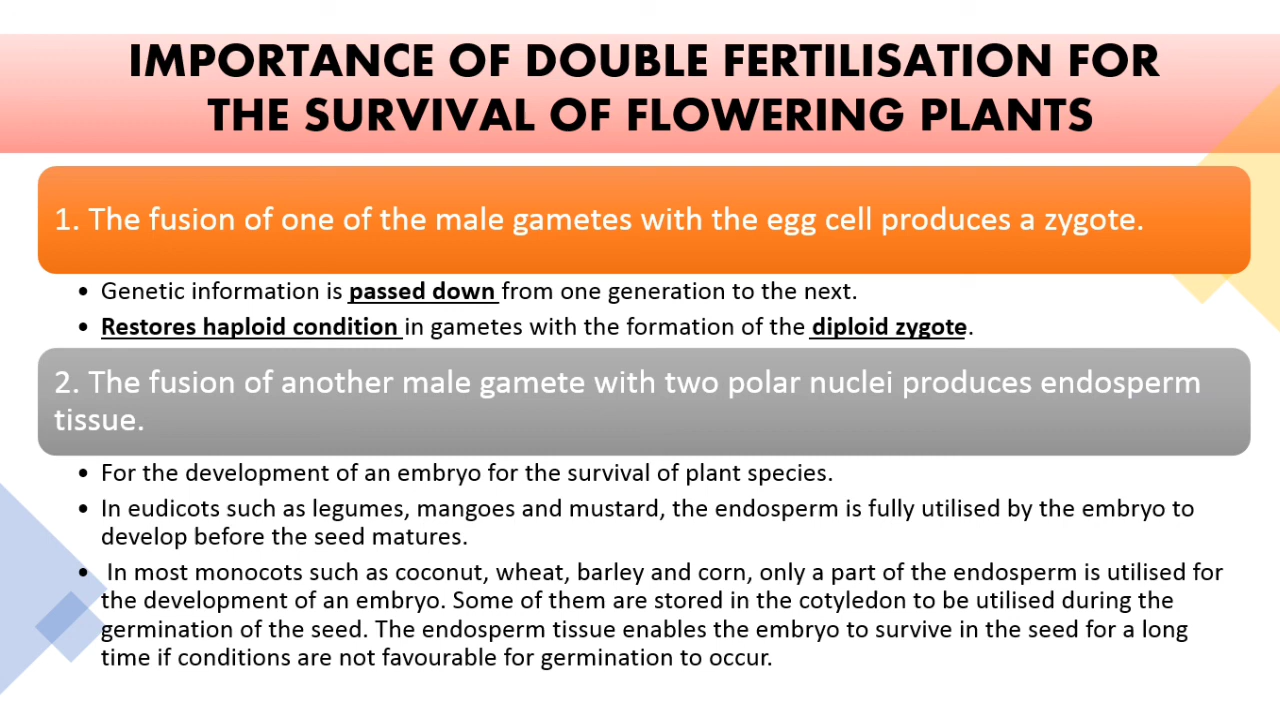 IMPORTANCE OF DOUBLE FERTILISATION FOR
THE SURVIVAL OF FLOWERING PLANTS
1. The fusion of one of the male gametes with the egg cell produces a zygote.
• Genetic information is passed down from one generation to the next.
• Restores haploid condition in gametes with the formation of the diploid zygote.
2. The fusion of another male gamete with two polar nuclei produces endosperm
tissue.
• For the development of an embryo for the survival of plant species.
• In eudicots such as legumes, mangoes and mustard, the endosperm is fully utilised by the embryo to
develop before the seed matures.
• In most monocots such as coconut, wheat, barley and corn, only a part of the endosperm is utilised for
the development of an embryo. Some of them are stored in the cotyledon to be utilised during the
germination of the seed. The endosperm tissue enables the embryo to survive in the seed for a long
time if conditions are not favourable for germination to occur.